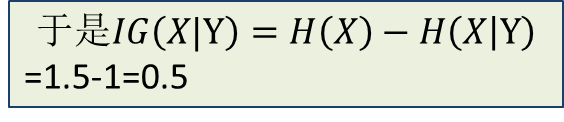 于是IG(X|Y) = H(X) − H(X|Y)
=1.5-1=0.5